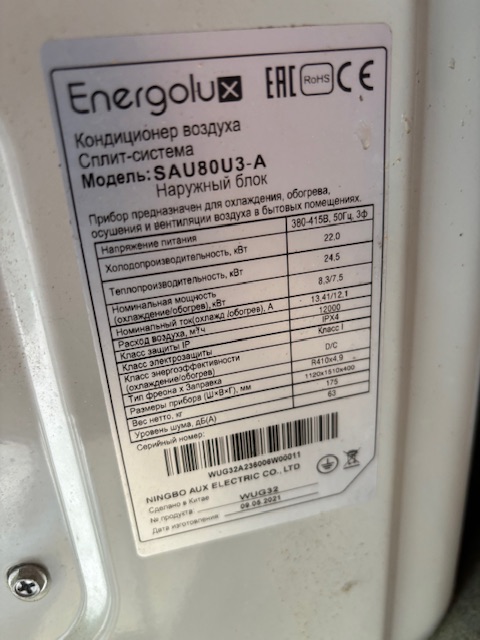 Energolux EAC RoHS CE
Кондиционер воздуха
Сплит-система
Модель: SAU80U3-A
Наружный блок
Прибор предназначен для охлаждения, обогрева,
осушения и вентиляции воздуха в бытовых помещениях.
Напряжение питания 380-415В, 50Гц, 3ф
Холодопроизводительность, кВт 22.0
Теплопроизводительность, кВт 24.5
Номинальная мощность
(охлаждение/обогрев), кВт 8,3/7.5
Номинальный ток(охлажд./обогрев), А 13,41/12,1
Расход воздуха, м³/ч 12000
Класс защиты IP IPX4
Класс электрозащиты Класс I
Класс энергоэффективности
(охлаждение/обогрев) D/C
Тип фреона х Заправка R410x4,9
Размеры прибора (Ш×В×Г), мм 1120x1510x400
Вес нетто, кг 175
Уровень шума, дБ(А) 63
Серийный номер:
WUG32A235006W00011
NINGBO AUX ELECTRIC CO., LTD
Сделано в Китае
№ продукта: WUG32
Дата изготовления: 09.05.2021